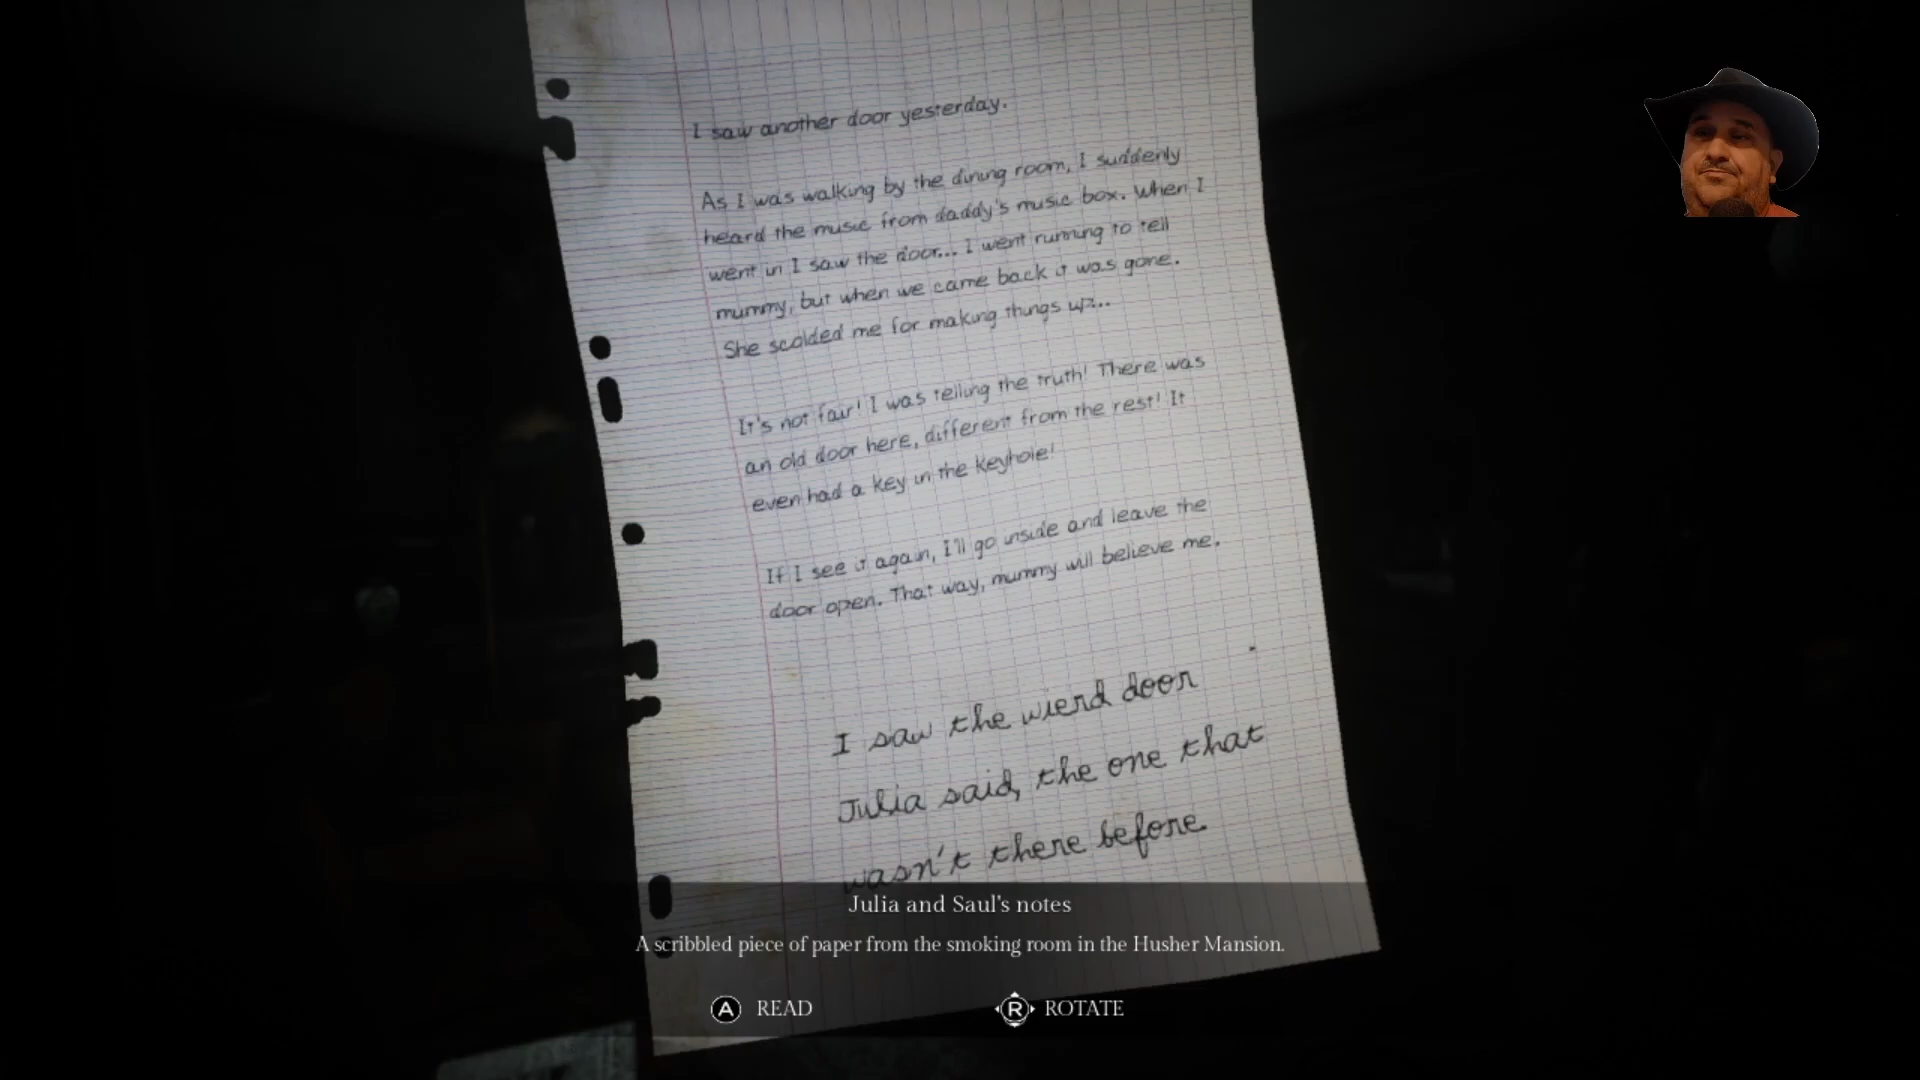 I saw another door yesterday.
As I was walking by the dining room, I suddenly
heard the music from daddy's music box. When I
went in I saw the door... I went running to tell
mummy, but when we came back it was gone.
She scolded me for making things up...
It's not fair! I was telling the truth! There was
an old door here, different from the rest! It
even had a key in the keyhole!
If I see it again, I'll go inside and leave the
door open. That way, mummy will believe me.
I saw the wierd door
Julia said, the one that
wasn't there before.
Julia and Saul's notes
A scribbled piece of paper from the smoking room in the Husher Mansion.
A READ
R ROTATE